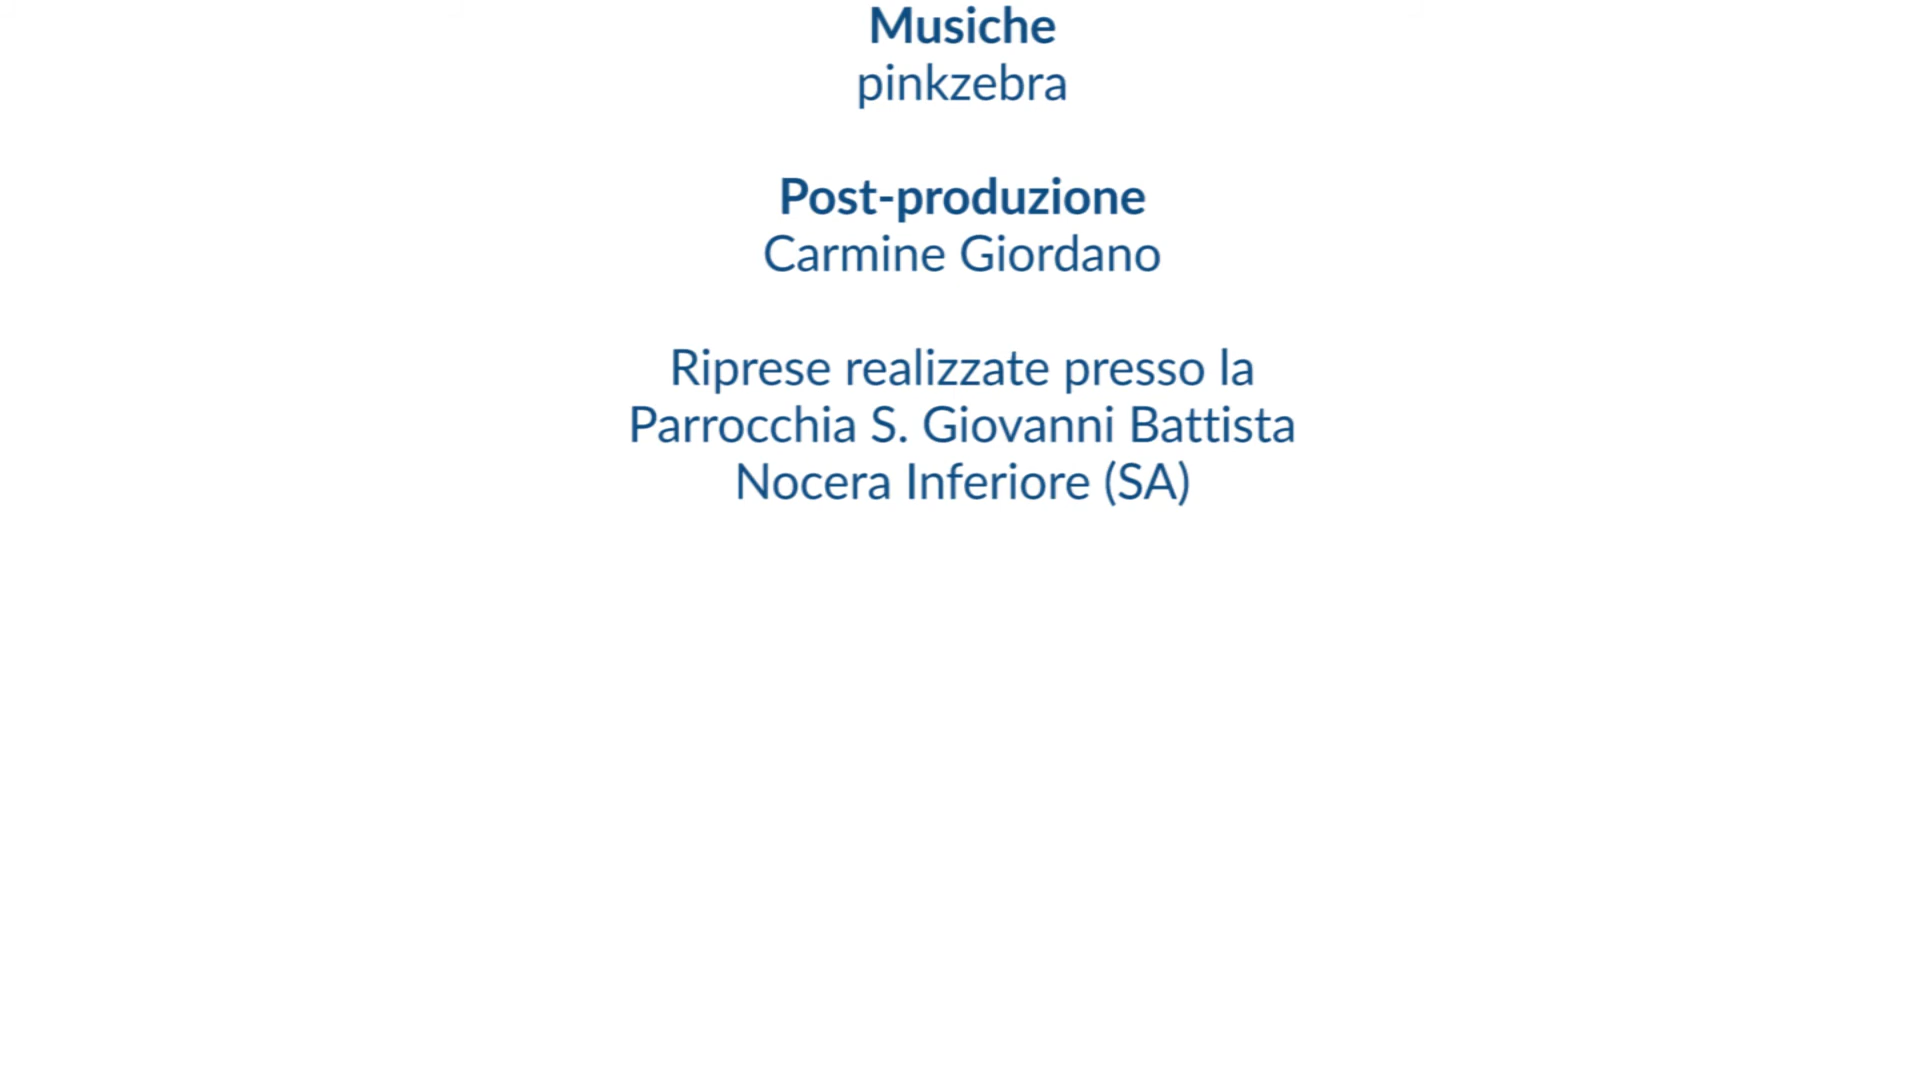 Musiche
pinkzebra
Post-produzione
Carmine Giordano
Riprese realizzate presso la
Parrocchia S. Giovanni Battista
Nocera Inferiore (SA)